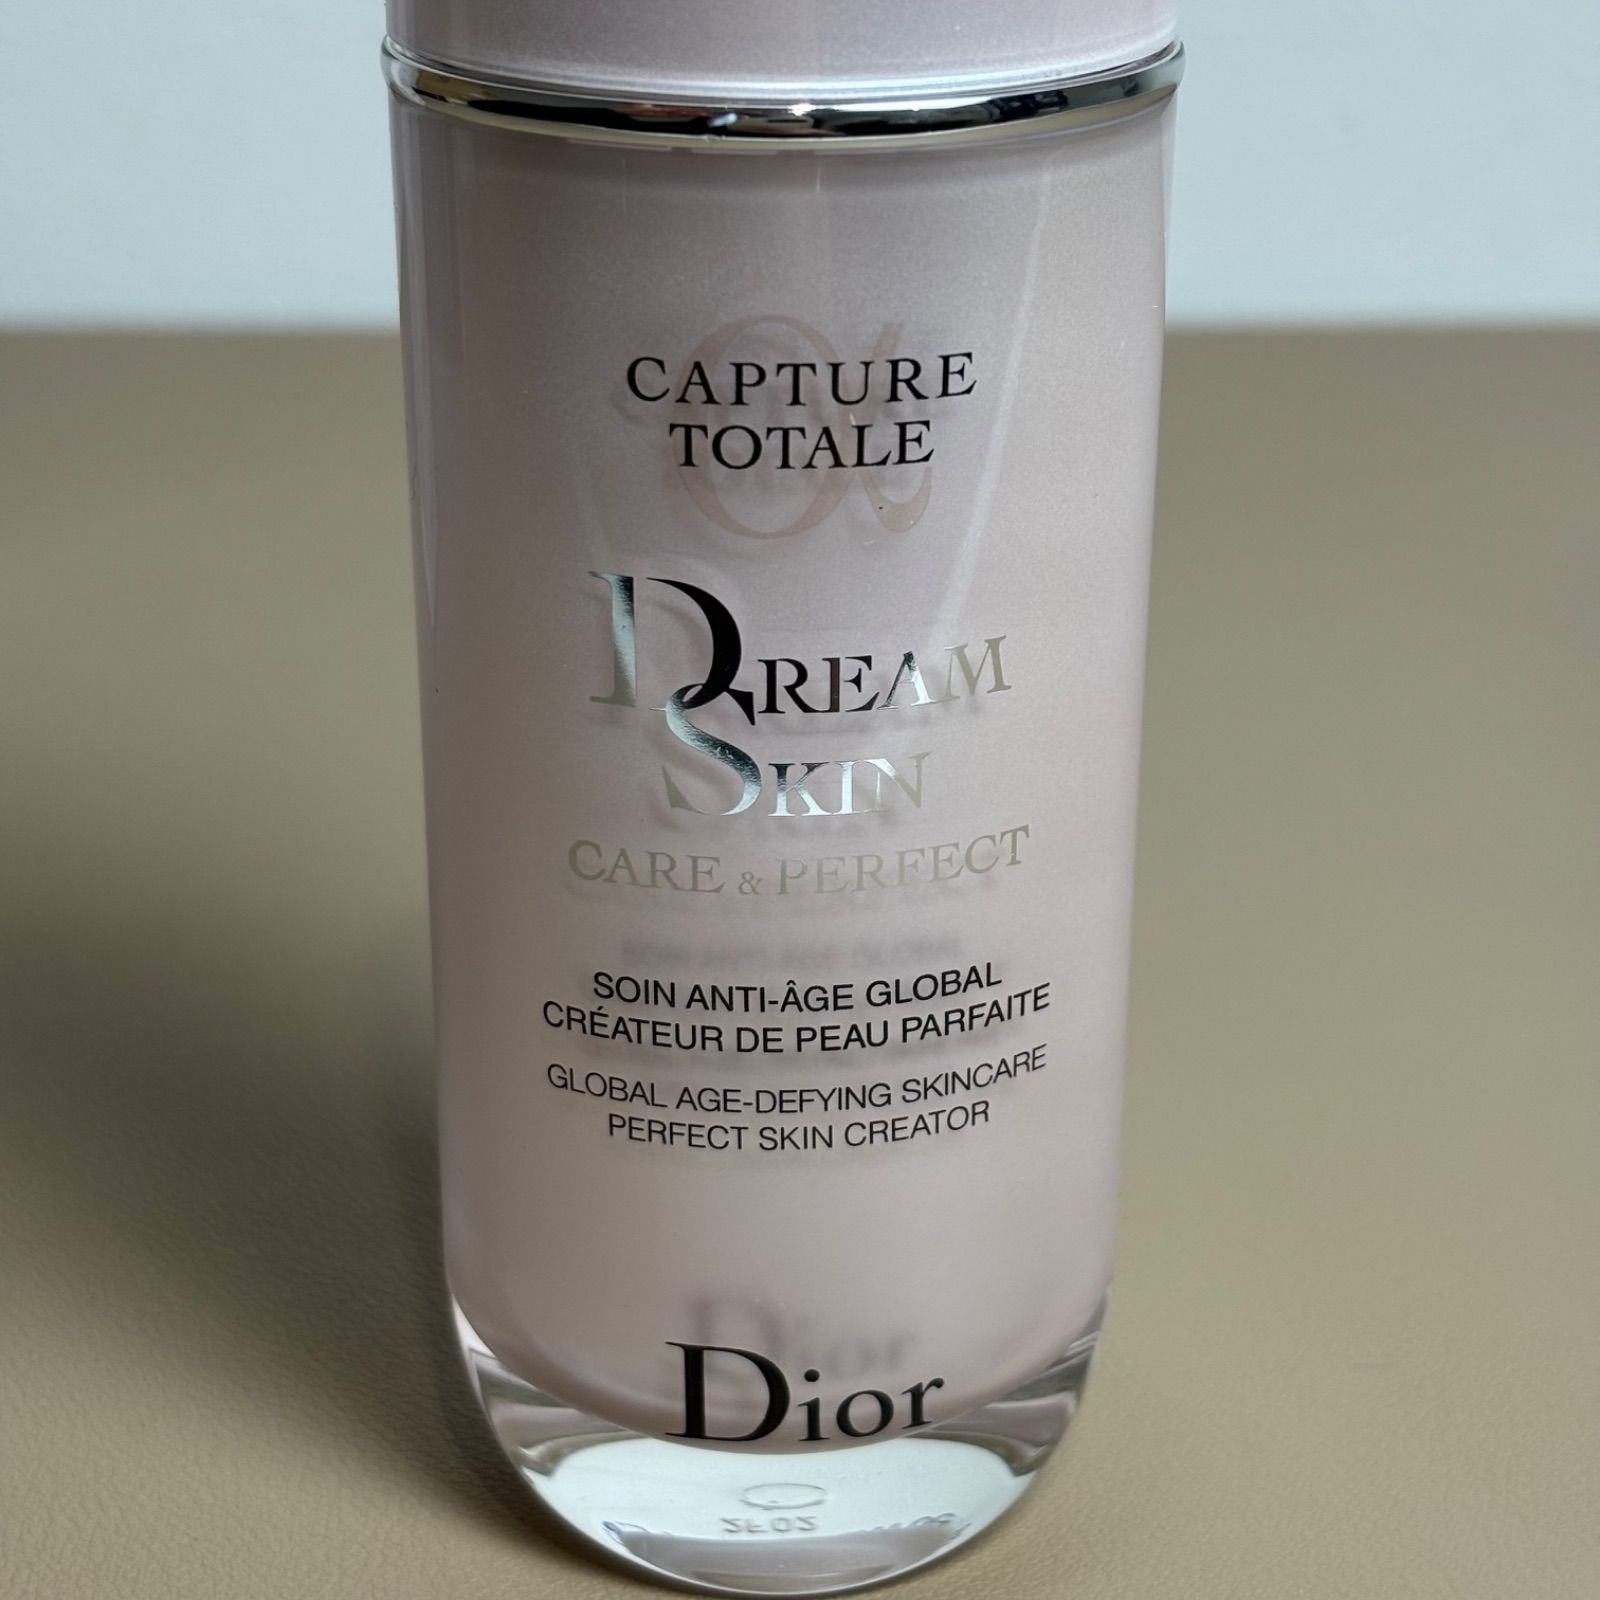 CAPTURE
TOTALE
DREAM
SKIN
CARE & PERFECT
SOIN ANTI-ÂGE GLOBAL
CRÉATEUR DE PEAU PARFAITE
GLOBAL AGE-DEFYING SKINCARE
PERFECT SKIN CREATOR
Dior